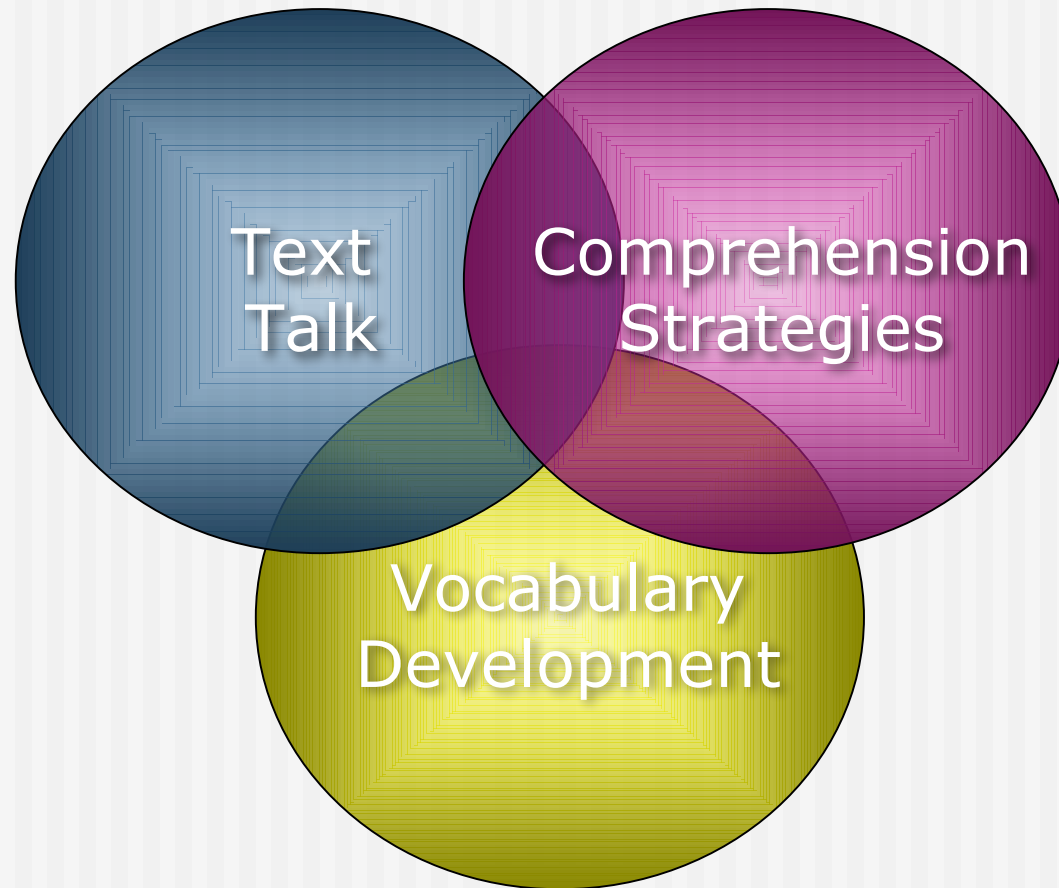 Text
Talk
Comprehension
Strategies
Vocabulary
Development